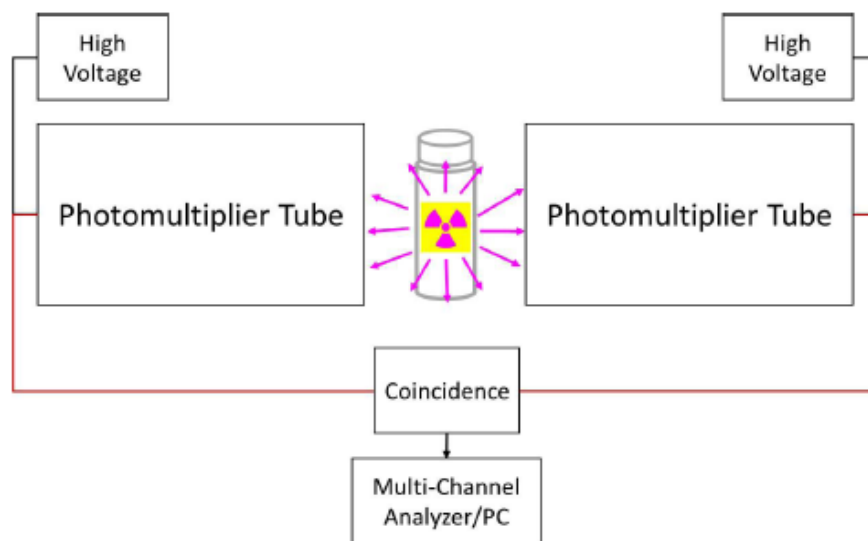 High
Voltage
High
Voltage
Photomultiplier Tube
Photomultiplier Tube
Coincidence
Multi-Channel
Analyzer/PC